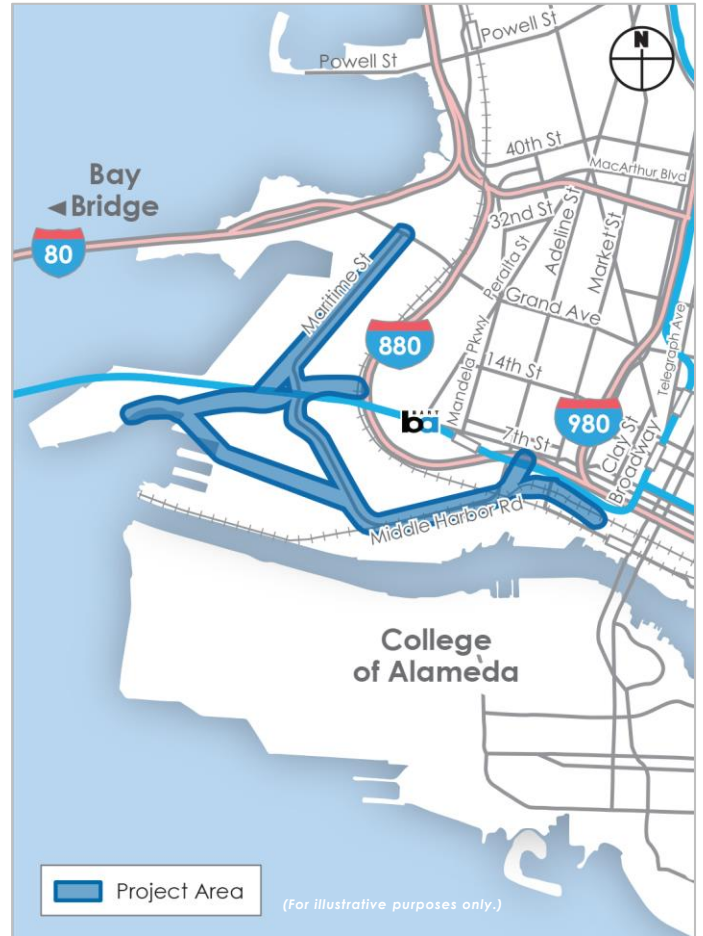 Powell St
Powell St
N
40th St
MacArthur Blvd
Bay
Bridge
80
32nd St
Adeline St
Market St
Peralta St
Maritime St
Grand Ave
880
Telegraph Ave
14th St
Mandela Pkwy
BART
ba
980
7th St
Clay St
Broadway
Middle Harbor Rd
College
of Alameda
Project Area
(For illustrative purposes only.)